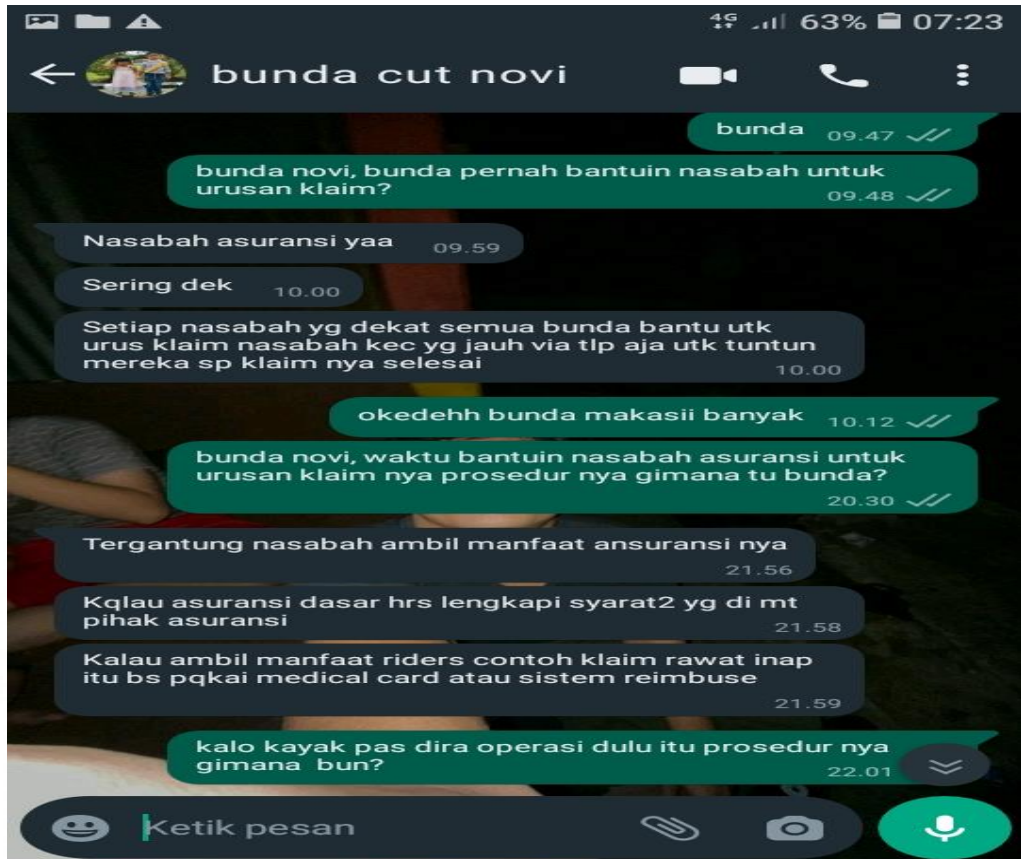 4G 63% 07:23
bunda cut novi
bunda 09.47
bunda novi, bunda pernah bantuin nasabah untuk
urusan klaim?
09.48
Nasabah asuransi yaa 09.59
Sering dek 10.00
Setiap nasabah yg dekat semua bunda bantu utk
urus klaim nasabah kec yg jauh via tlp aja utk tuntun
mereka sp klaim nya selesai
10.00
okedehh bunda makasii banyak 10.12
bunda novi, waktu bantuin nasabah asuransi untuk
urusan klaim nya prosedur nya gimana tu bunda?
20.30
Tergantung nasabah ambil manfaat ansuransi nya
21.56
Kqlau asuransi dasar hrs lengkapi syarat2 yg di mt
pihak asuransi
21.58
Kalau ambil manfaat riders contoh klaim rawat inap
itu bs pqkai medical card atau sistem reimbuse
21.59
kalo kayak pas dira operasi dulu itu prosedur nya
gimana bun?
22.01
Ketik pesan